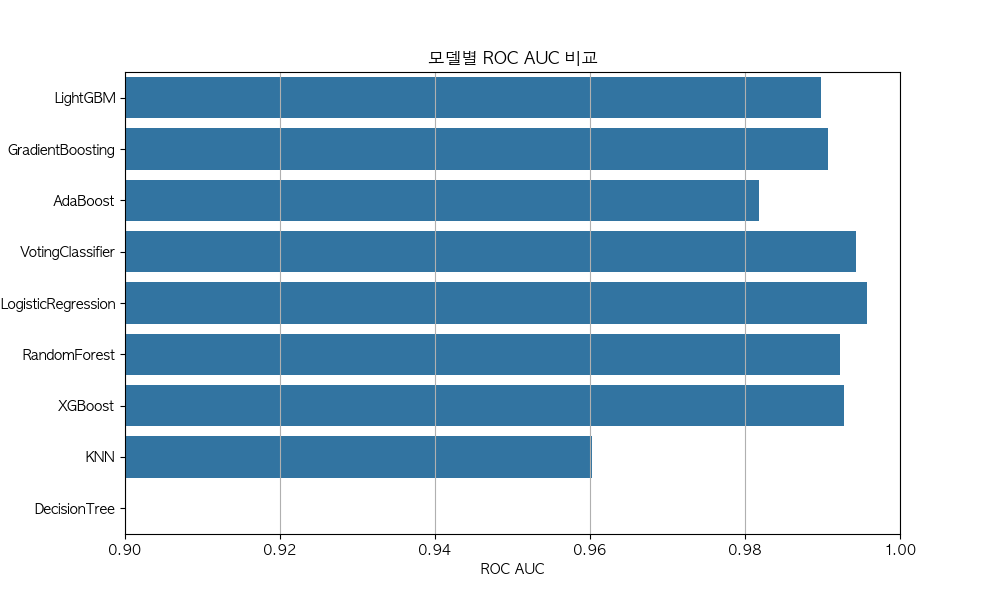 모델별 ROC AUC 비교
LightGBM
GradientBoosting
AdaBoost
VotingClassifier
LogisticRegression
RandomForest
XGBoost
KNN
DecisionTree
0.90 0.92 0.94 0.96 0.98 1.00
ROC AUC